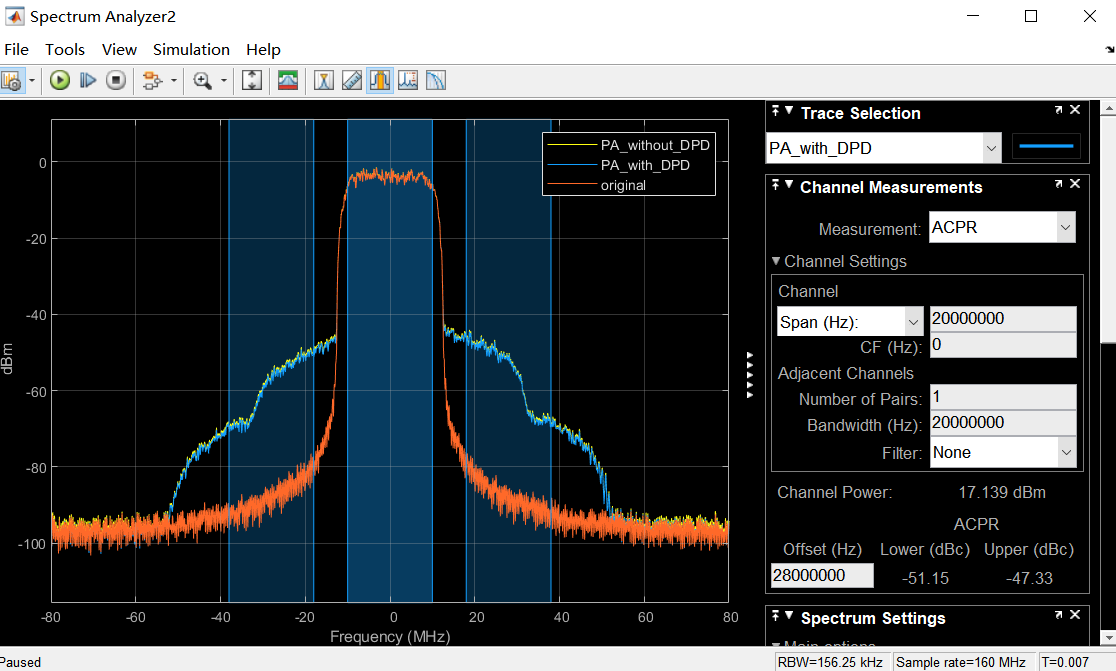 Spectrum Analyzer2
File Tools View Simulation Help
PA_without_DPD
PA_with_DPD
original
0
-20
-40
-60
-80
-100
dBm
-80 -60 -40 -20 0 20 40 60 80
Frequency (MHz)
Trace Selection
PA_with_DPD
Channel Measurements
Measurement: ACPR
Channel Settings
Channel
Span (Hz): 20000000
CF (Hz): 0
Adjacent Channels
Number of Pairs: 1
Bandwidth (Hz): 20000000
Filter: None
Channel Power: 17.139 dBm
ACPR
Offset (Hz) Lower (dBc) Upper (dBc)
28000000 -51.15 -47.33
Spectrum Settings
Main options
Paused
RBW=156.25 kHz Sample rate=160 MHz T=0.007